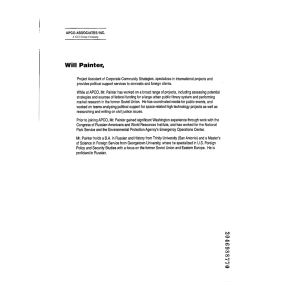 APCO ASSOCIATES INC.
Will Painter,
Project Assistant of Corporate Community Strategies, specializes in international projects and
provides political support services to domestic and foreign clients.
While at APCO, Mr. Painter has worked on a broad range of projects, including assessing potential
strategies and sources of federal funding for a large urban public library system and performing
market research in the former Soviet Union. He has coordinated media for public events, and
worked on teams analyzing political support for space-related high technology projects as well as
researching and writing on civil justice issues.
Prior to joining APCO, Mr. Painter gained significant Washington experience through work with the
Congress of Russian-Americans and World Resources Institute, and has worked for the National
Park Service and the Environmental Protection Agency's Emergency Operations Center.
Mr. Painter holds a B.A. in Russian and History from Trinity University (San Antonio) and a Master's
of Science in Foreign Service from Georgetown University, where he specialized in U.S. Foreign
Policy and Security Studies with a focus on the former Soviet Union and Eastern Europe. He is
proficient in Russian.